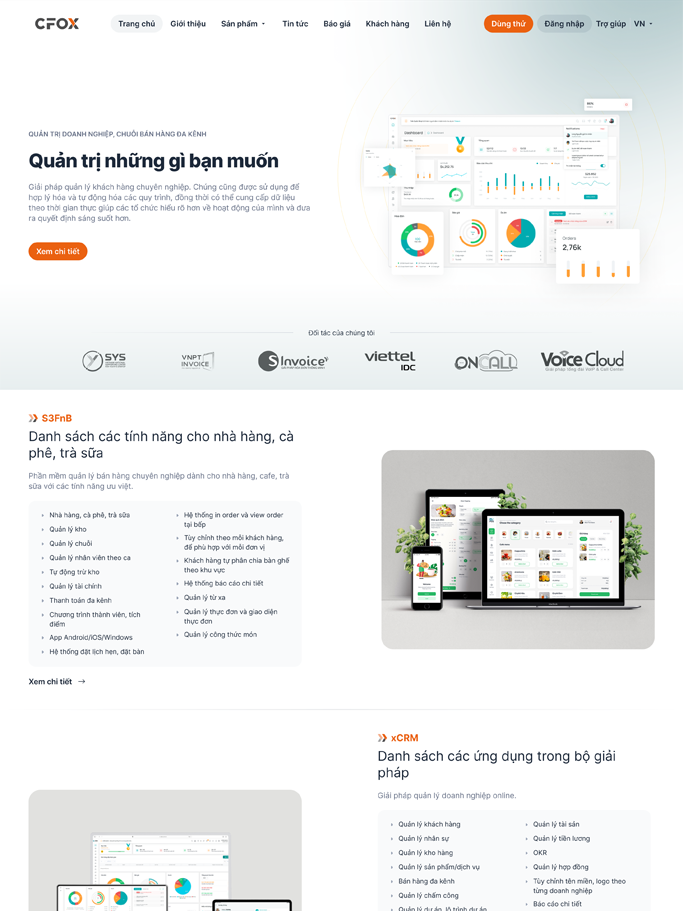 CFOX
Trang chủ
Giới thiệu
Sản phẩm
Tin tức
Báo giá
Khách hàng
Liên hệ
Dùng thử
Đăng nhập
Trợ giúp
VN
QUẢN TRỊ DOANH NGHIỆP, CHUỖI BÁN HÀNG ĐA KÊNH
Quản trị những gì bạn muốn
Giải pháp quản lý khách hàng chuyên nghiệp. Chúng cũng được sử dụng để
hợp lý hóa và tự động hóa các quy trình, đồng thời có thể cung cấp dữ liệu
theo thời gian thực giúp các tổ chức hiểu rõ hơn về hoạt động của mình và đưa
ra quyết định sáng suốt hơn.
Xem chi tiết
Dashboard
Orders
2,76k
Đối tác của chúng tôi
SYS
VNPT
INVOICE
SInvoice
viettel
IDC
ONCALL
Voice Cloud
Giải pháp tổng đài VoIP & Call Center
S3FnB
Danh sách các tính năng cho nhà hàng, cà
phê, trà sữa
Phần mềm quản lý bán hàng chuyên nghiệp dành cho nhà hàng, cafe, trà
sữa với các tính năng ưu việt.
Nhà hàng, cà phê, trà sữa
Quản lý kho
Quản lý chuỗi
Quản lý nhân viên theo ca
Tự động trừ kho
Quản lý tài chính
Thanh toán đa kênh
Chương trình thành viên, tích
điểm
App Android/iOS/Windows
Hệ thống đặt lịch hẹn, đặt bàn
Hệ thống in order và view order
tại bếp
Tùy chỉnh theo mỗi khách hàng,
để phù hợp với mỗi đơn vị
Khách hàng tự phân chia bàn ghế
theo khu vực
Hệ thống báo cáo chi tiết
Quản lý từ xa
Quản lý thực đơn và giao diện
thực đơn
Quản lý công thức món
Xem chi tiết
xCRM
Danh sách các ứng dụng trong bộ giải
pháp
Giải pháp quản lý doanh nghiệp online.
Quản lý khách hàng
Quản lý nhân sự
Quản lý kho hàng
Quản lý sản phẩm/dịch vụ
Bán hàng đa kênh
Quản lý chấm công
Quản lý dự án, lộ trình dự án
Quản lý tài sản
Quản lý tiền lương
OKR
Quản lý hợp đồng
Tùy chỉnh tên miền, logo theo
từng doanh nghiệp
Báo cáo chi tiết